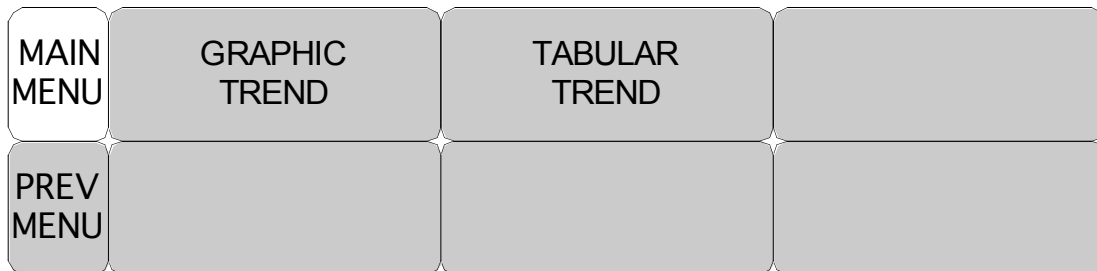 MAIN
MENU
GRAPHIC
TREND
TABULAR
TREND
PREV
MENU